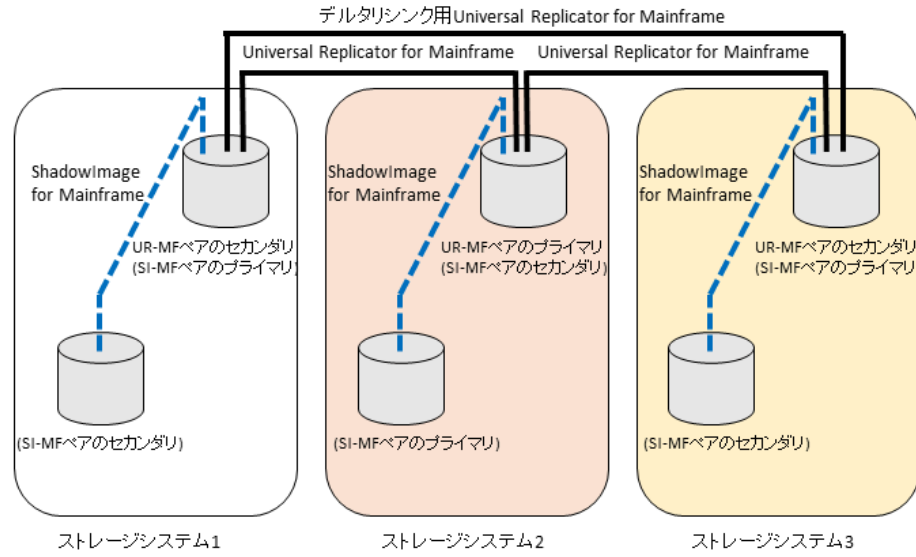 デルタリシンク用Universal Replicator for Mainframe
Universal Replicator for Mainframe
Universal Replicator for Mainframe
ShadowImage
for Mainframe
UR-MFペアのセカンダリ
(SI-MFペアのプライマリ)
(SI-MFペアのセカンダリ)
ストレージシステム1
ShadowImage
for Mainframe
UR-MFペアのプライマリ
(SI-MFペアのセカンダリ)
(SI-MFペアのプライマリ)
ストレージシステム2
ShadowImage
for Mainframe
UR-MFペアのセカンダリ
(SI-MFペアのプライマリ)
(SI-MFペアのセカンダリ)
ストレージシステム3